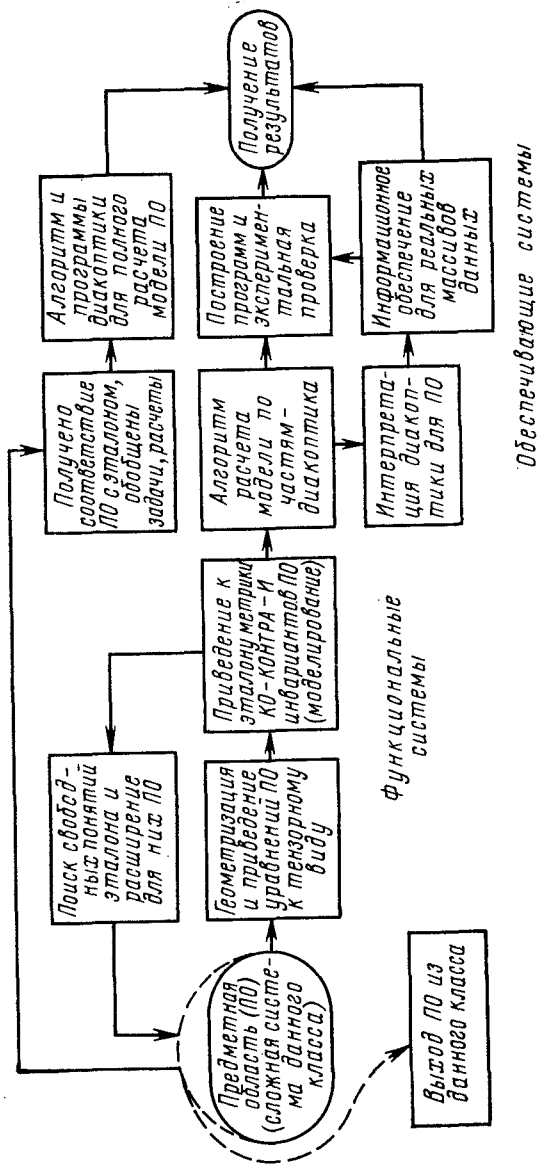 Предметная
область (ПО)
(сложная систе-
ма данного
класса)
Выход ПО из
данного класса
Поиск свобод-
ных понятий
эталона и
расширение
для них ПО
Геометризация
и приведение
уравнений ПО
к тензорному
виду
Приведение к
эталону метрики
КО-КОНТРА-И
инвариантов ПО
(моделирование)
Функциональные
системы
Получено
соответствие
ПО с эталоном,
обобщены
задачи, расчеты
Алгоритм
расчета
модели по
частям-
диакоптика
Интерпрета-
ция диакоп-
тики для ПО
Алгоритм и
программы
диакоптики
для полного
расчета
модели ПО
Построение
программ и
эксперимен-
тальная
проверка
Информационное
обеспечение
для реальных
массивов
данных
Получение
результатов
Обеспечивающие системы